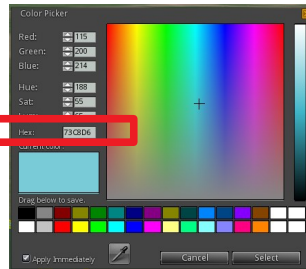 Color Picker
Red: 115
Green: 200
Blue: 214
Hue: 188
Sat: 55
Hex: 73C8D6
Current color:
Drag below to save.
Apply Immediately
Cancel
Select